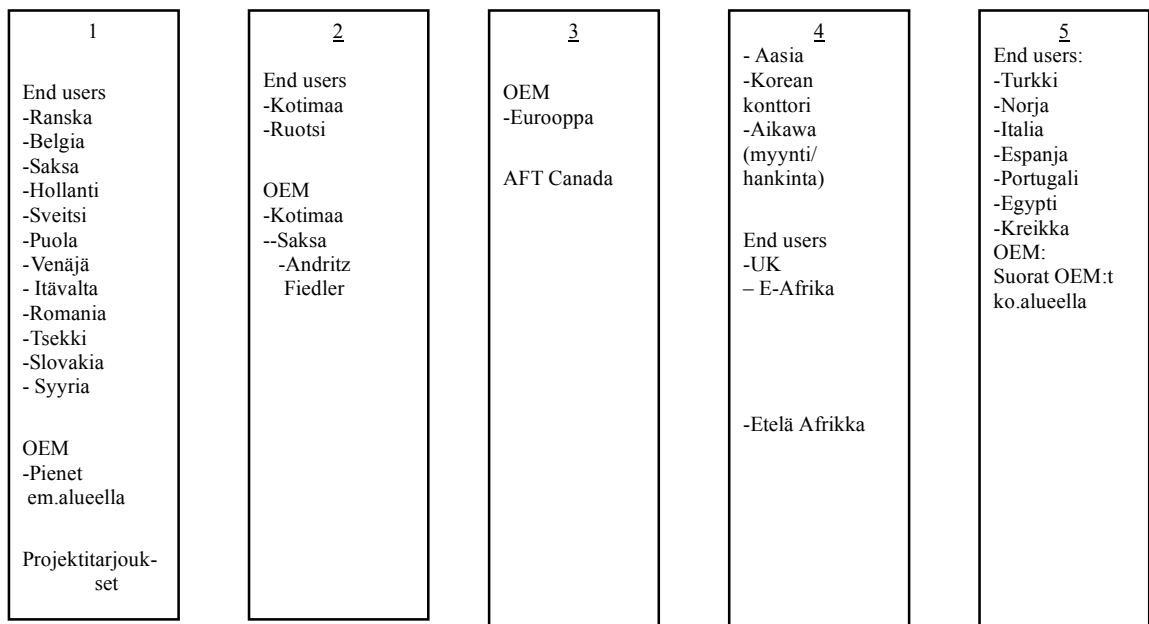 1
End users
-Ranska
-Belgia
-Saksa
-Hollanti
-Sveitsi
-Puola
-Venäjä
- Itävalta
-Romania
-Tsekki
-Slovakia
- Syyria
OEM
-Pienet
em.alueella
Projektitarjouk-
set
2
End users
-Kotimaa
-Ruotsi
OEM
-Kotimaa
--Saksa
-Andritz
Fiedler
3
OEM
-Eurooppa
AFT Canada
4
- Aasia
-Korean
konttori
-Aikawa
(myynti/
hankinta)
End users
-UK
– E-Afrika
-Etelä Afrikka
5
End users:
-Turkki
-Norja
-Italia
-Espanja
-Portugali
-Egypti
-Kreikka
OEM:
Suorat OEM:t
ko.alueella